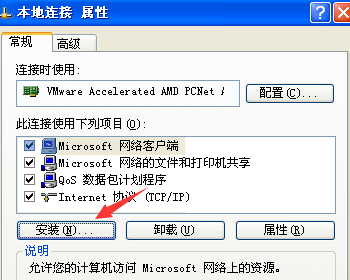 本地连接 属性
常规 高级
连接时使用:
VMware Accelerated AMD PCNet
配置(C)...
此连接使用下列项目(O):
Microsoft 网络客户端
Microsoft 网络的文件和打印机共享
QoS 数据包计划程序
Internet 协议 (TCP/IP)
安装(N)... 卸载(U) 属性(R)
说明
允许您的计算机访问 Microsoft 网络上的资源。